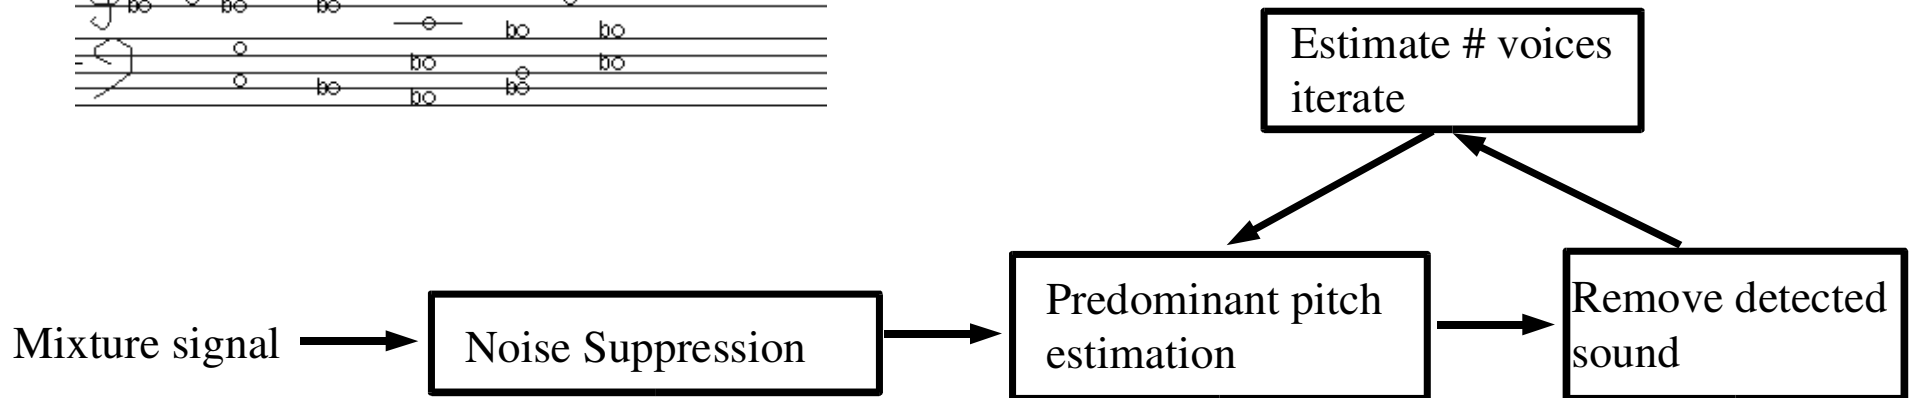 Estimate # voices
iterate
Mixture signal
Noise Suppression
Predominant pitch
estimation
Remove detected
sound